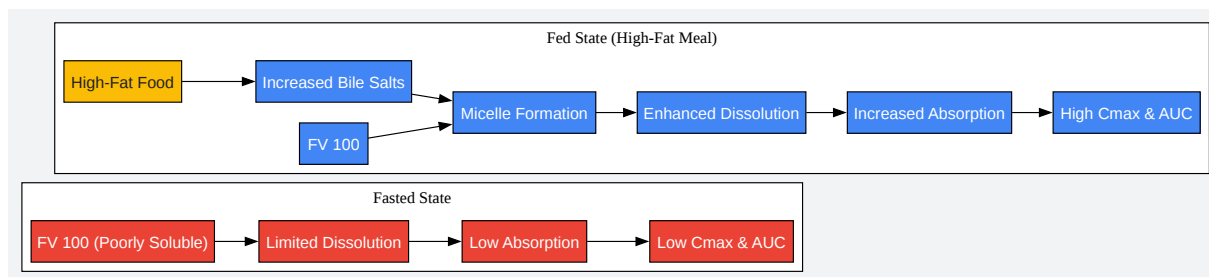 Fed State (High-Fat Meal)
High-Fat Food
Increased Bile Salts
FV 100
Micelle Formation
Enhanced Dissolution
Increased Absorption
High Cmax & AUC
Fasted State
FV 100 (Poorly Soluble)
Limited Dissolution
Low Absorption
Low Cmax & AUC